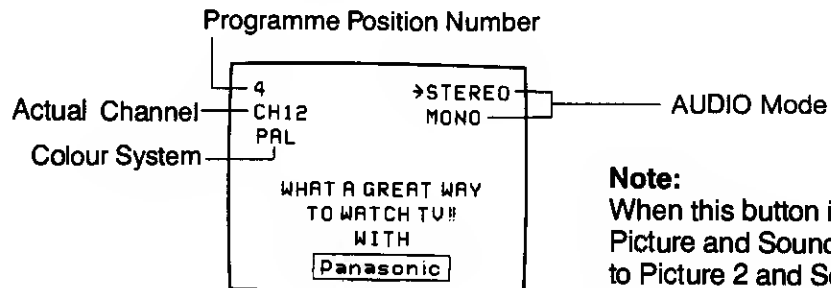 Programme Position Number
4
→STEREO
Actual Channel
CH12
MONO
AUDIO Mode
PAL
Colour System
WHAT A GREAT WAY
TO WATCH TV!!
WITH
Panasonic
Note:
When this button i
Picture and Sound
to Picture 2 and S